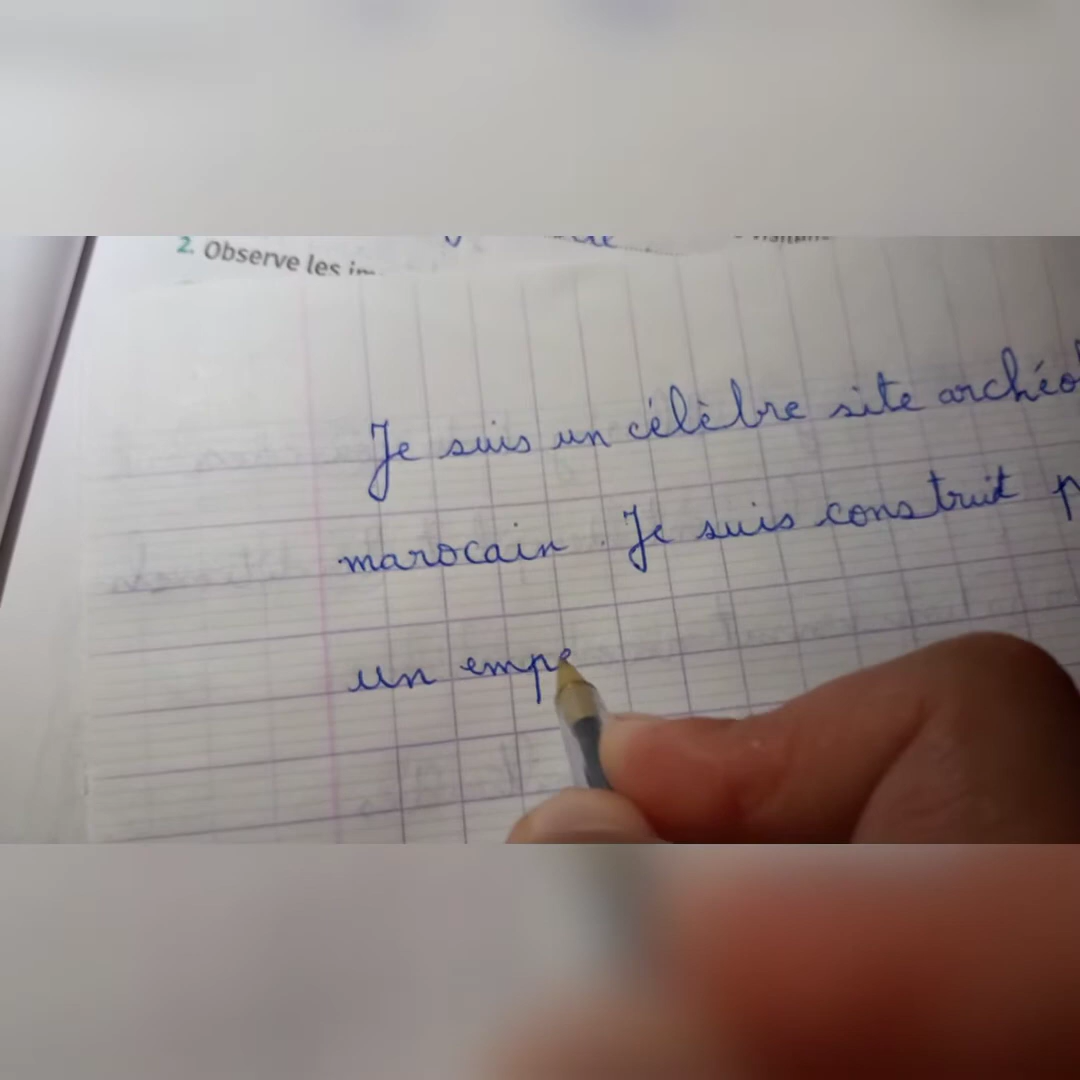 2. Observe les
Je suis un célèbre site
marocain. Je suis construit
un empe